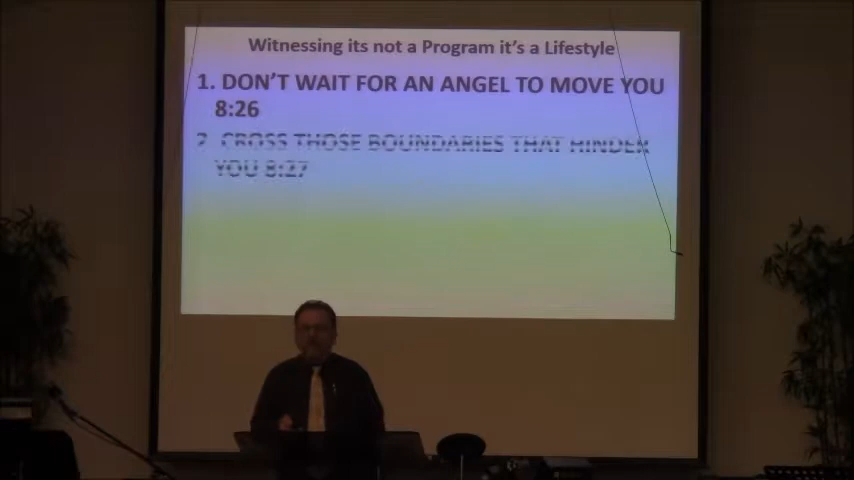 Witnessing its not a Program it's a Lifestyle
1. DON'T WAIT FOR AN ANGEL TO MOVE YOU
8:26
2. CROSS THOSE BOUNDARIES THAT HINDER
YOU 8:27